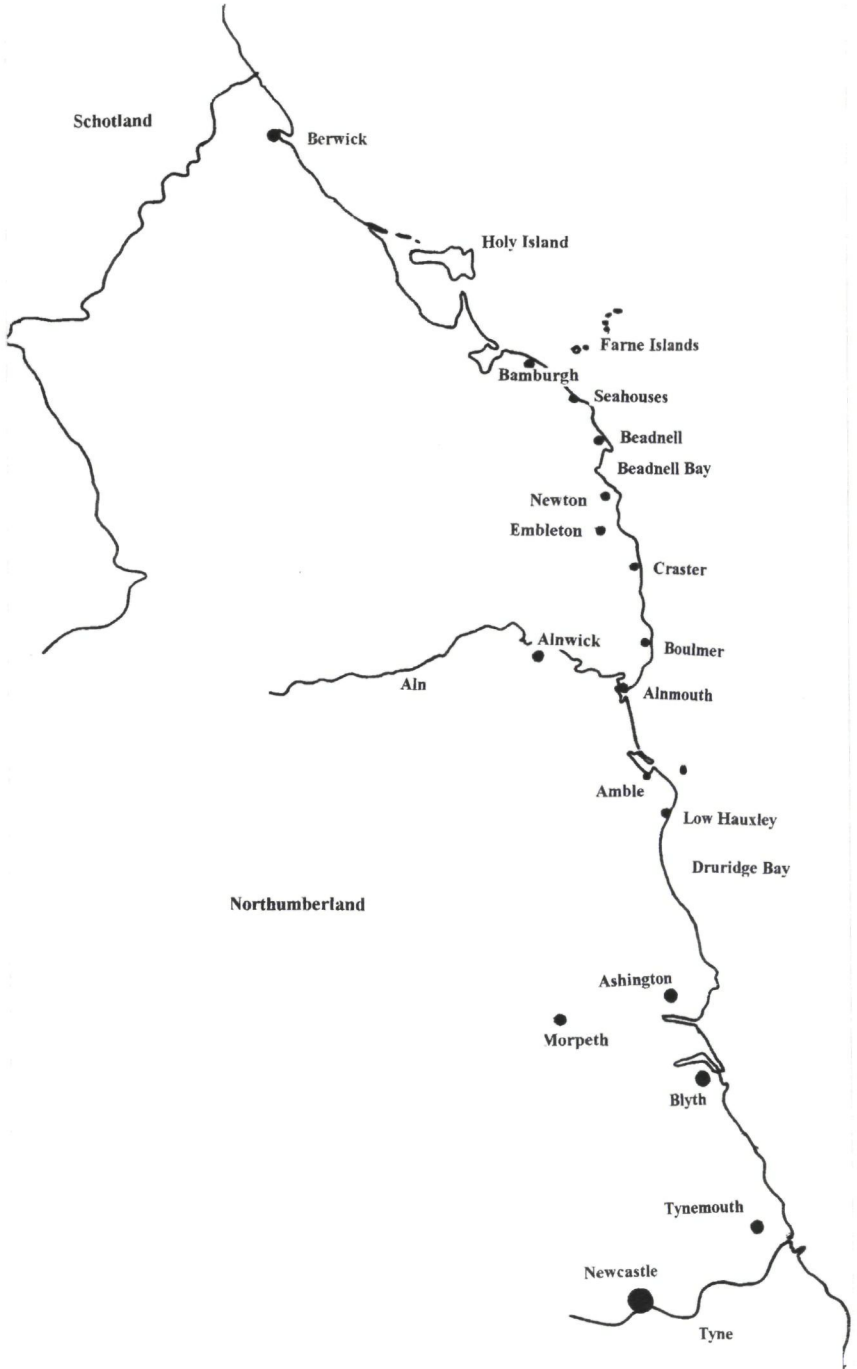 Schotland
Berwick
Holy Island
Farne Islands
Bamburgh
Seahouses
Beadnell
Beadnell Bay
Newton
Embleton
Craster
Alnwick
Boulmer
Aln
Alnmouth
Amble
Low Hauxley
Druridge Bay
Northumberland
Ashington
Morpeth
Blyth
Tynemouth
Newcastle
Tyne